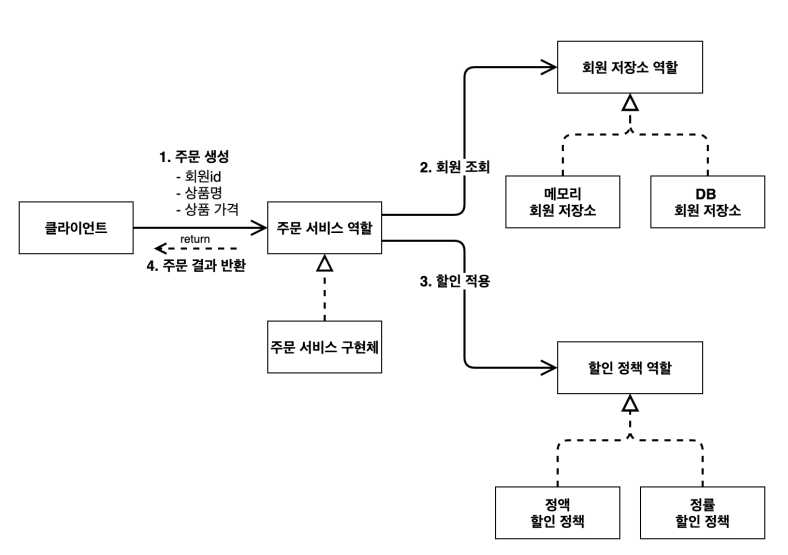 회원 저장소 역할
1. 주문 생성
- 회원id
- 상품명
- 상품 가격
2. 회원 조회
메모리
회원 저장소
DB
회원 저장소
클라이언트
주문 서비스 역할
return
4. 주문 결과 반환
3. 할인 적용
주문 서비스 구현체
할인 정책 역할
정액
할인 정책
정률
할인 정책